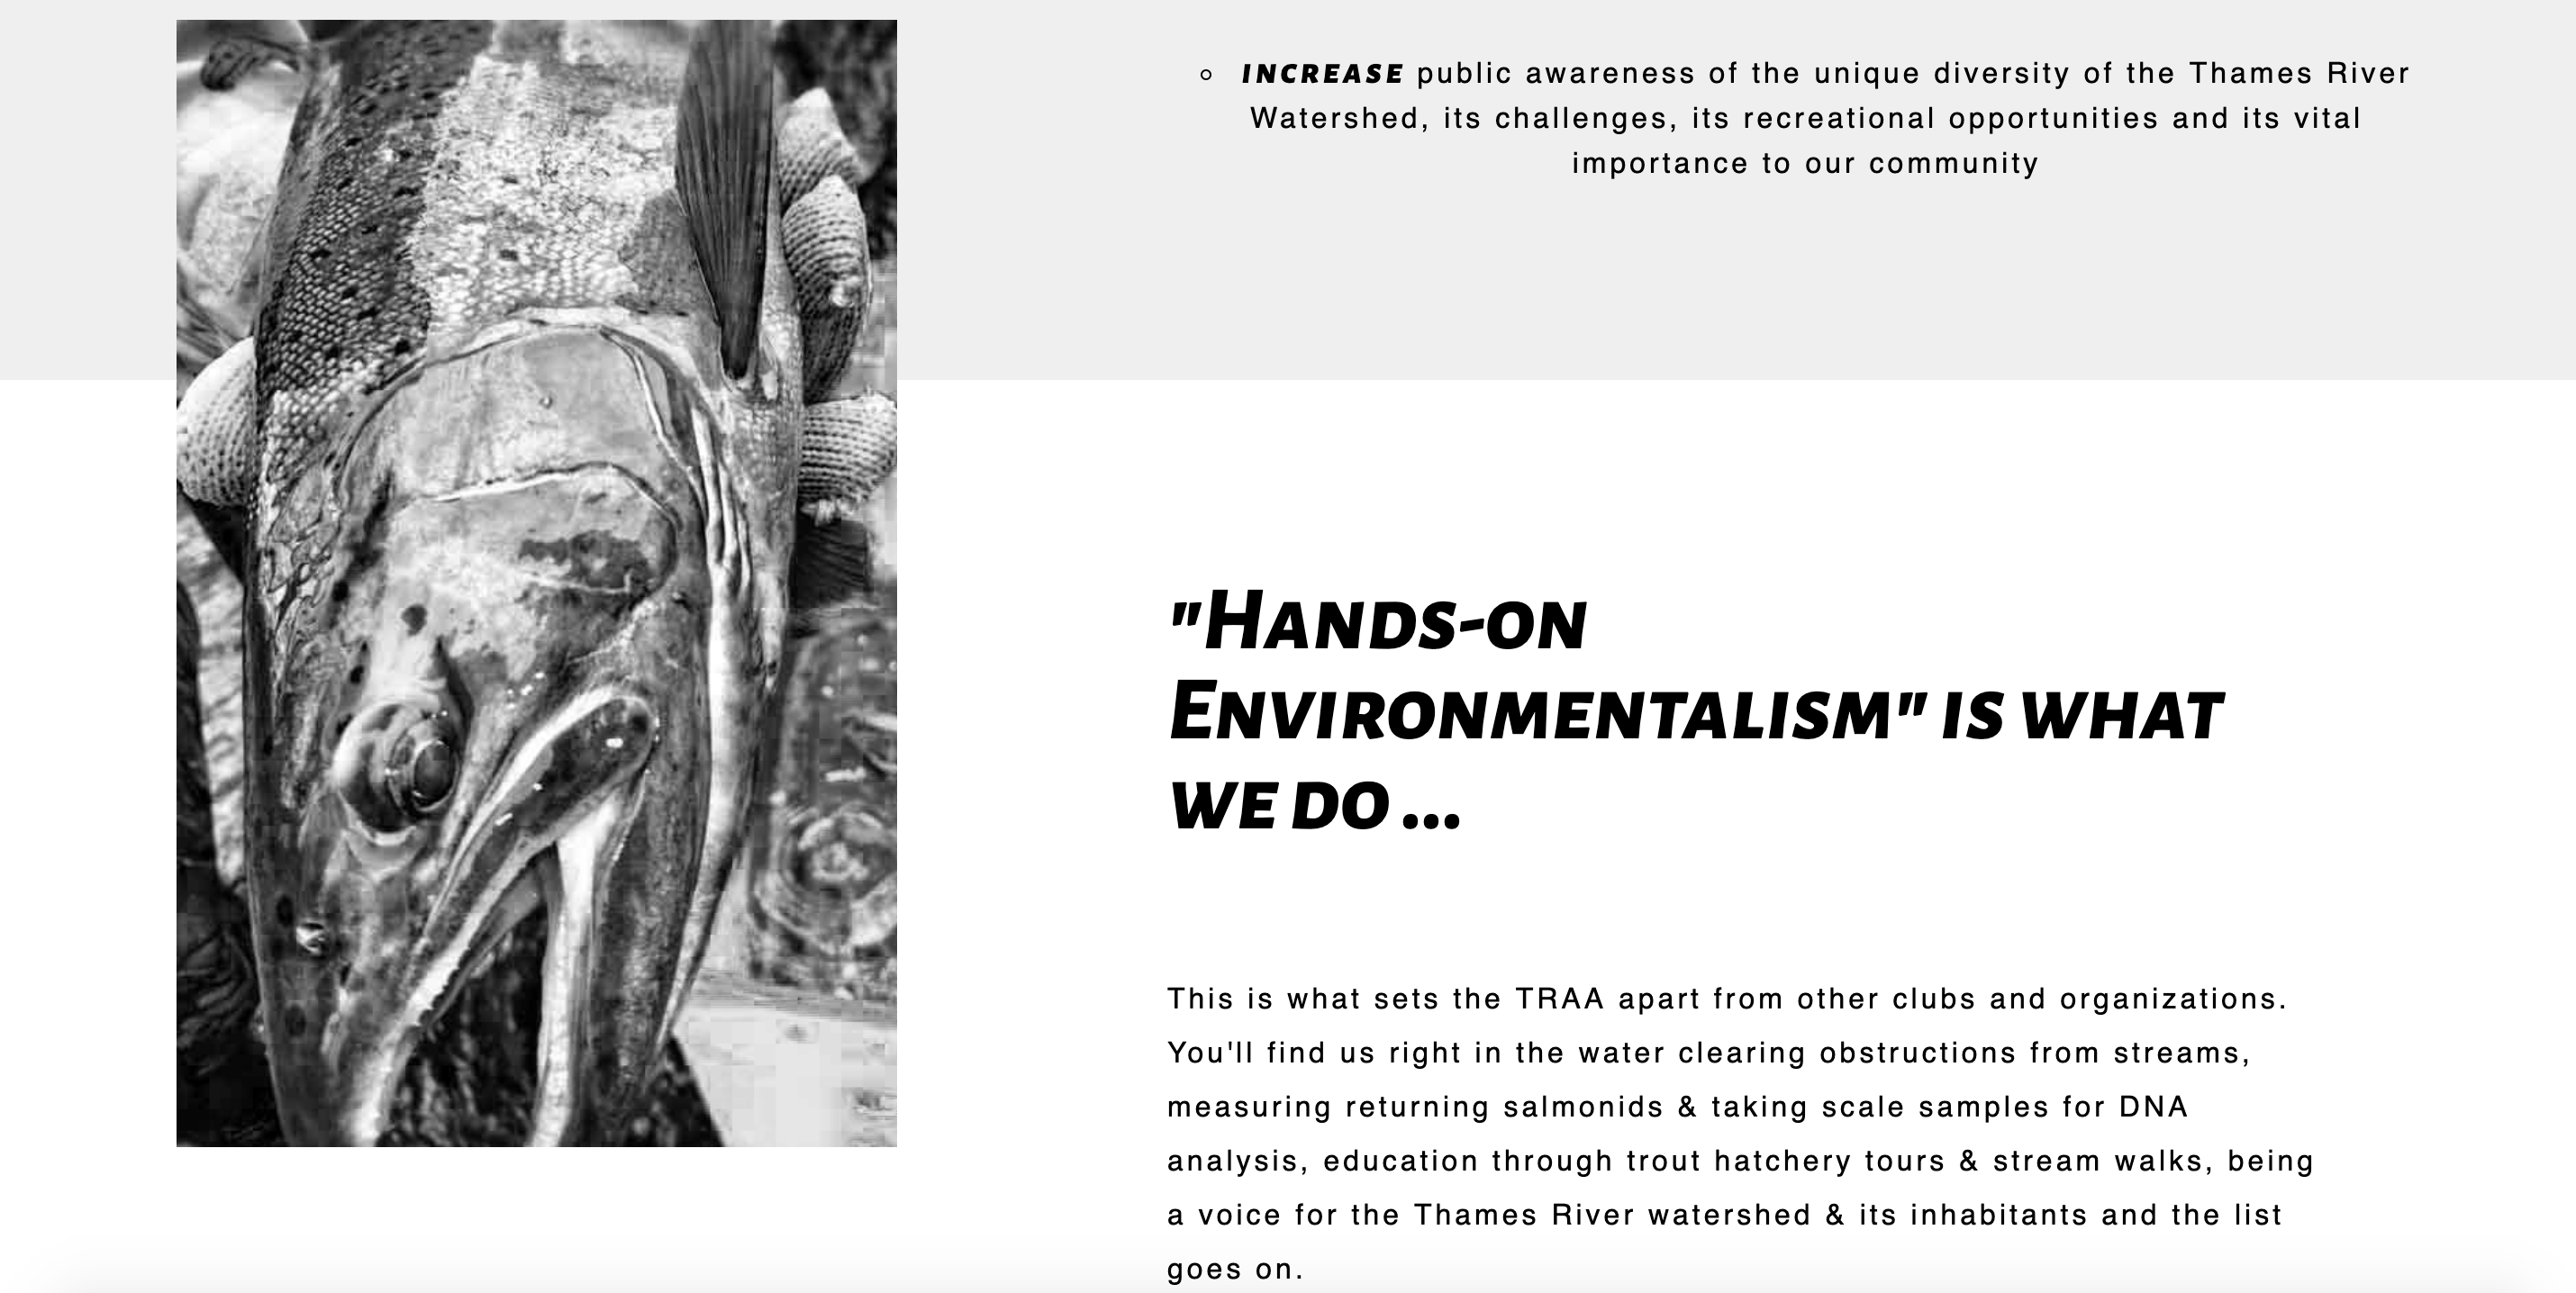 INCREASE public awareness of the unique diversity of the Thames River
Watershed, its challenges, its recreational opportunities and its vital
importance to our community
"Hands-on
Environmentalism" is what
we do ...
This is what sets the TRAA apart from other clubs and organizations.
You'll find us right in the water clearing obstructions from streams,
measuring returning salmonids & taking scale samples for DNA
analysis, education through trout hatchery tours & stream walks, being
a voice for the Thames River watershed & its inhabitants and the list
goes on.